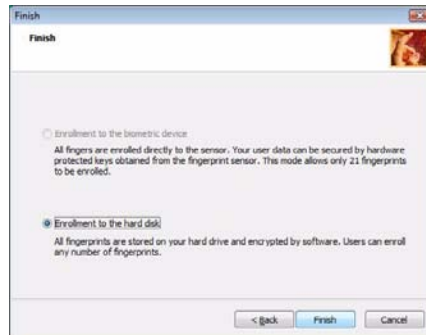 Finish
Finish
Enrollment to the biometric device
All fingers are enrolled directly to the sensor. Your user data can be secured by hardware
protected keys obtained from the fingerprint sensor. This mode allows only 21 fingerprints
to be enrolled.
Enrollment to the hard disk
All fingerprints are stored on your hard drive and encrypted by software. Users can enroll
any number of fingerprints.
< Back Finish Cancel